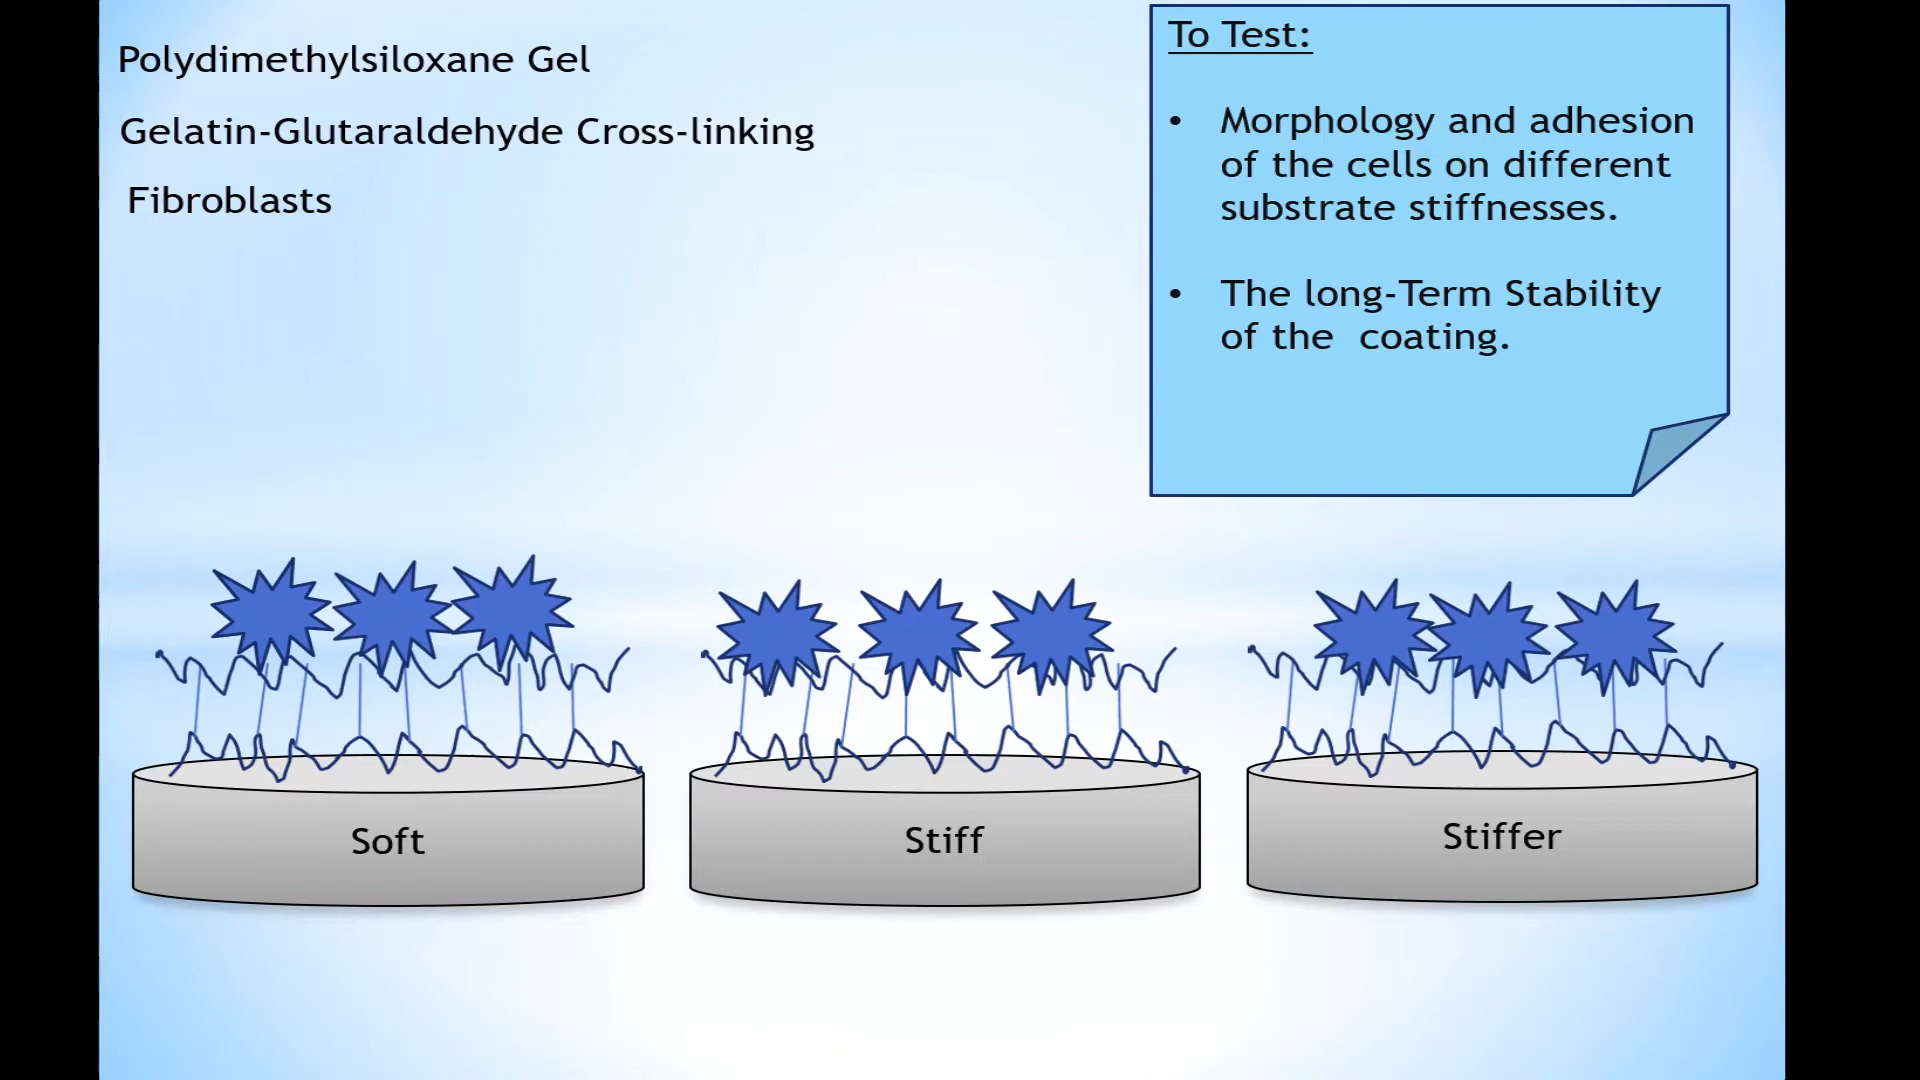 Polydimethylsiloxane Gel
Gelatin-Glutaraldehyde Cross-linking
Fibroblasts
To Test:
• Morphology and adhesion
of the cells on different
substrate stiffnesses.
• The long-Term Stability
of the coating.
Soft
Stiff
Stiffer